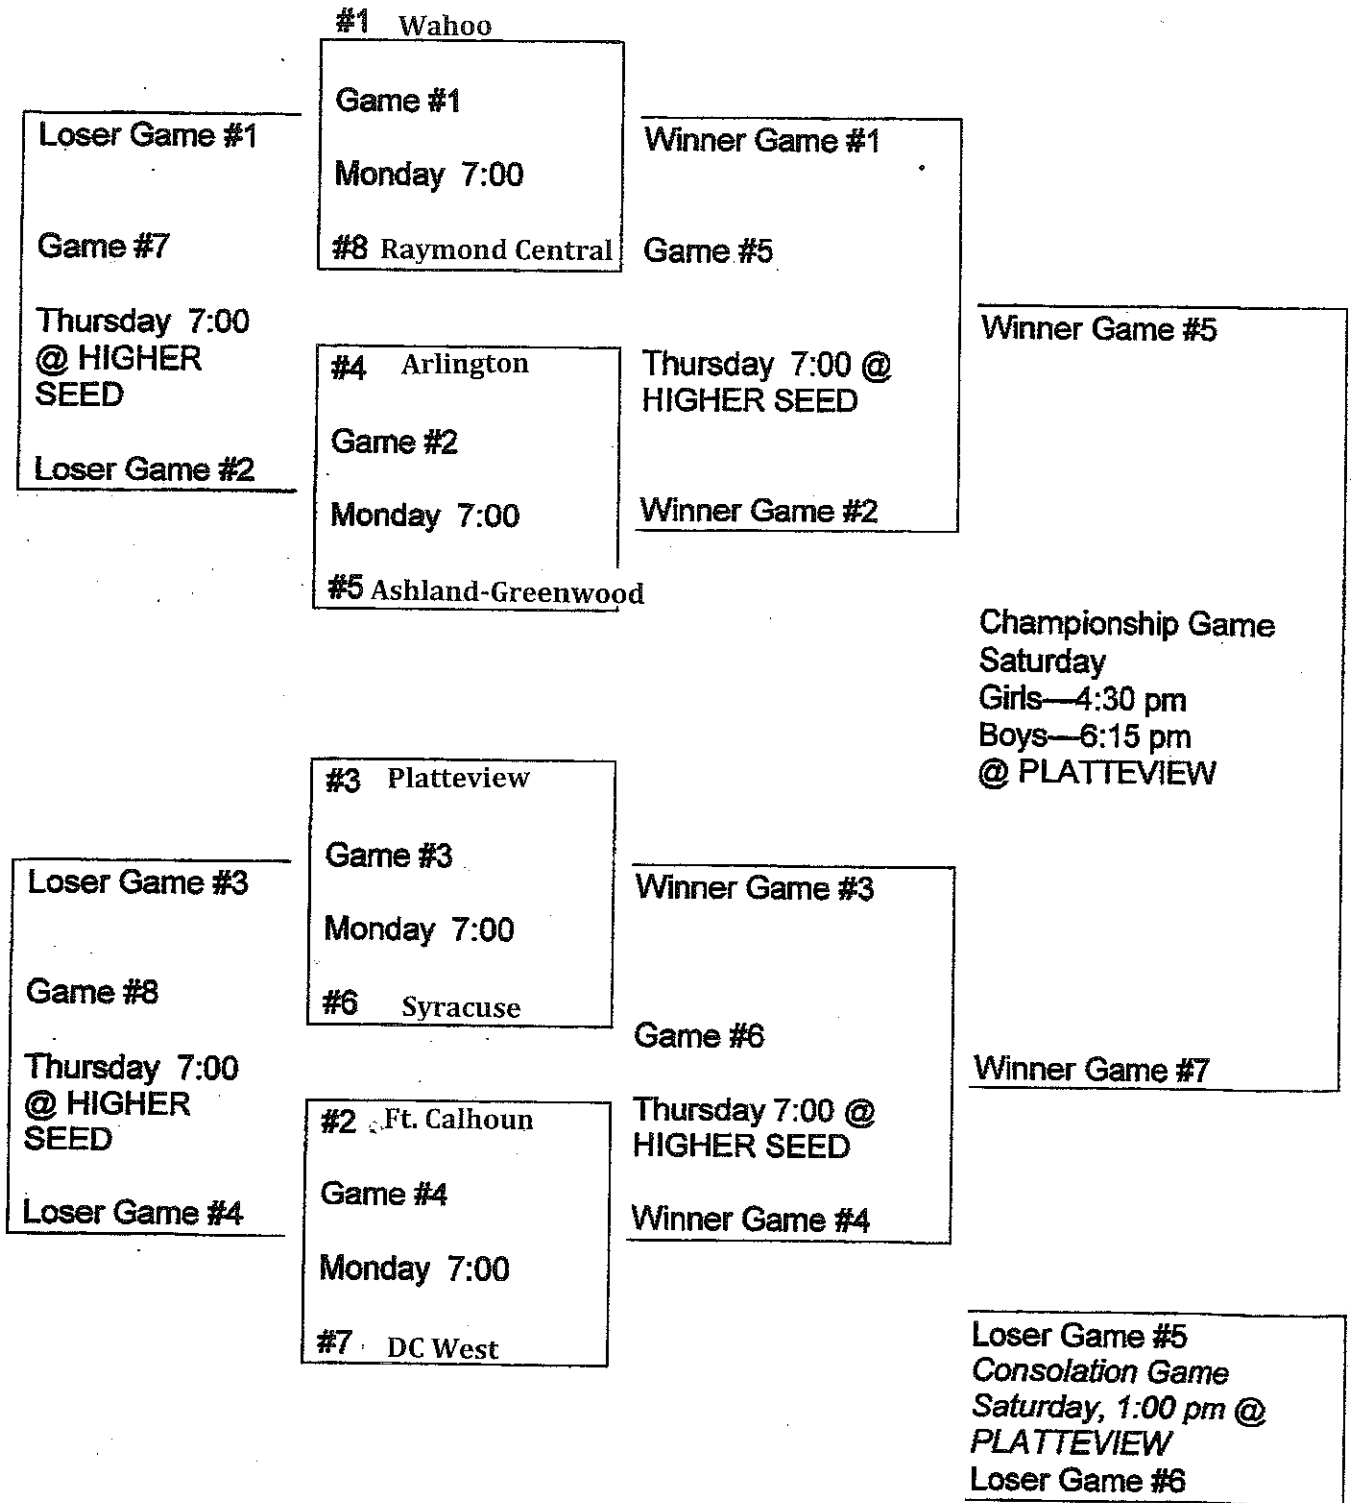 #1 Wahoo
Game #1
Monday 7:00
#8 Raymond Central
Loser Game #1
Game #7
Thursday 7:00
@ HIGHER
SEED
Loser Game #2
#4 Arlington
Game #2
Monday 7:00
#5 Ashland-Greenwood
Winner Game #1
Game #5
Thursday 7:00 @
HIGHER SEED
Winner Game #2
Winner Game #5
Championship Game
Saturday
Girls—4:30 pm
Boys—6:15 pm
@ PLATTEVIEW
Winner Game #7
#3 Platteview
Game #3
Monday 7:00
#6 Syracuse
Loser Game #3
Game #8
Thursday 7:00
@ HIGHER
SEED
Loser Game #4
#2 Ft. Calhoun
Game #4
Monday 7:00
#7 DC West
Winner Game #3
Game #6
Thursday 7:00 @
HIGHER SEED
Winner Game #4
Loser Game #5
Consolation Game
Saturday, 1:00 pm @
PLATTEVIEW
Loser Game #6